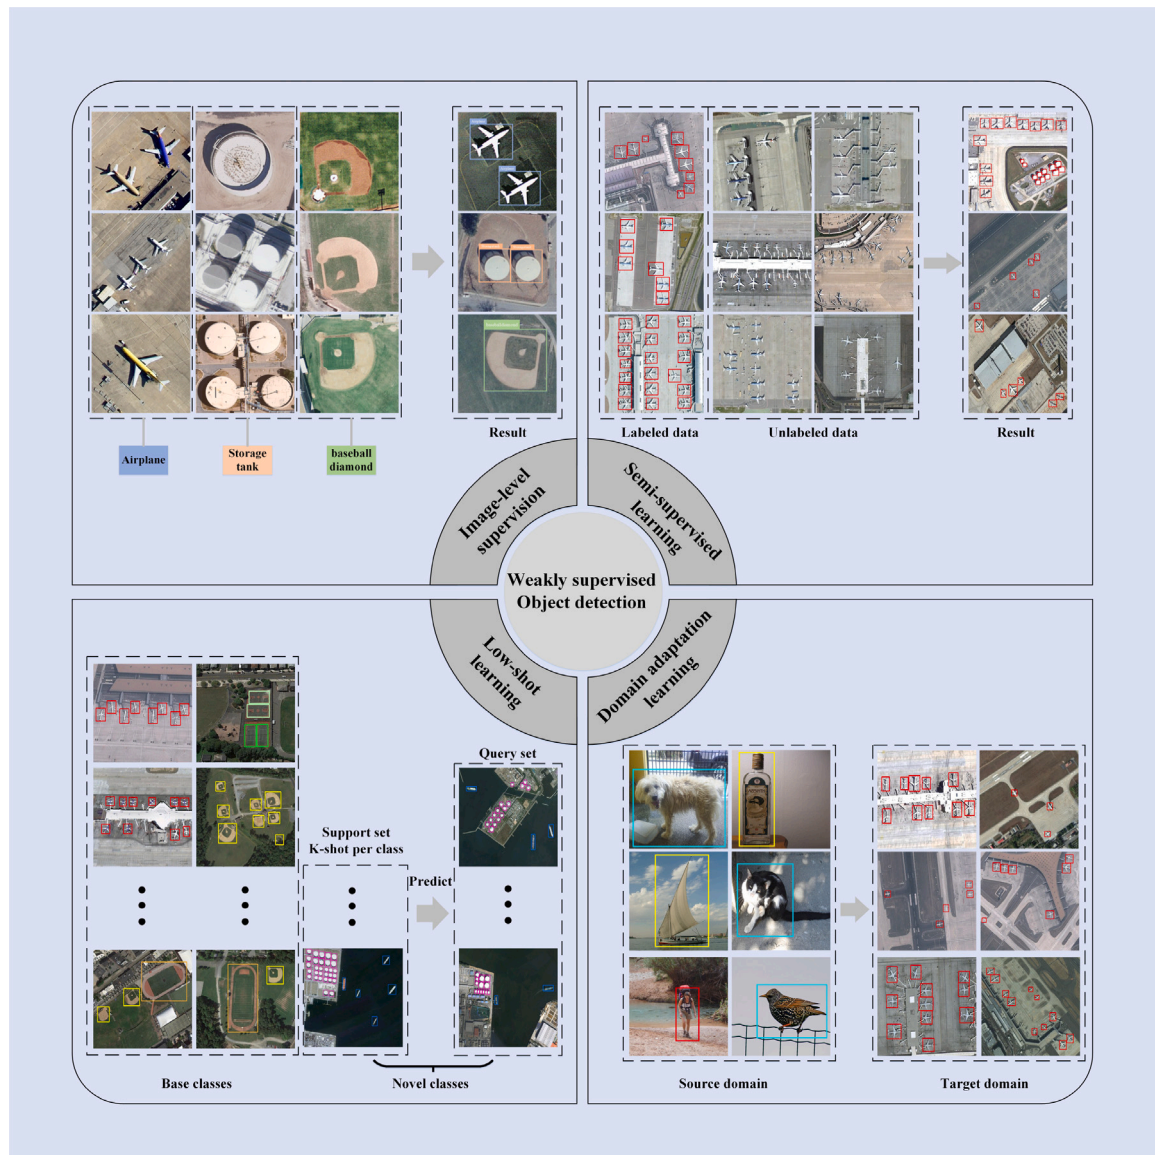 Result
Airplane
Storage
tank
baseball
diamond
Labeled data
Unlabeled data
Result
Image-level
supervision
Semi-supervised
learning
Weakly supervised
Object detection
Low-shot
learning
Domain adaptation
learning
Query set
Support set
K-shot per class
Predict
Base classes
Novel classes
Source domain
Target domain